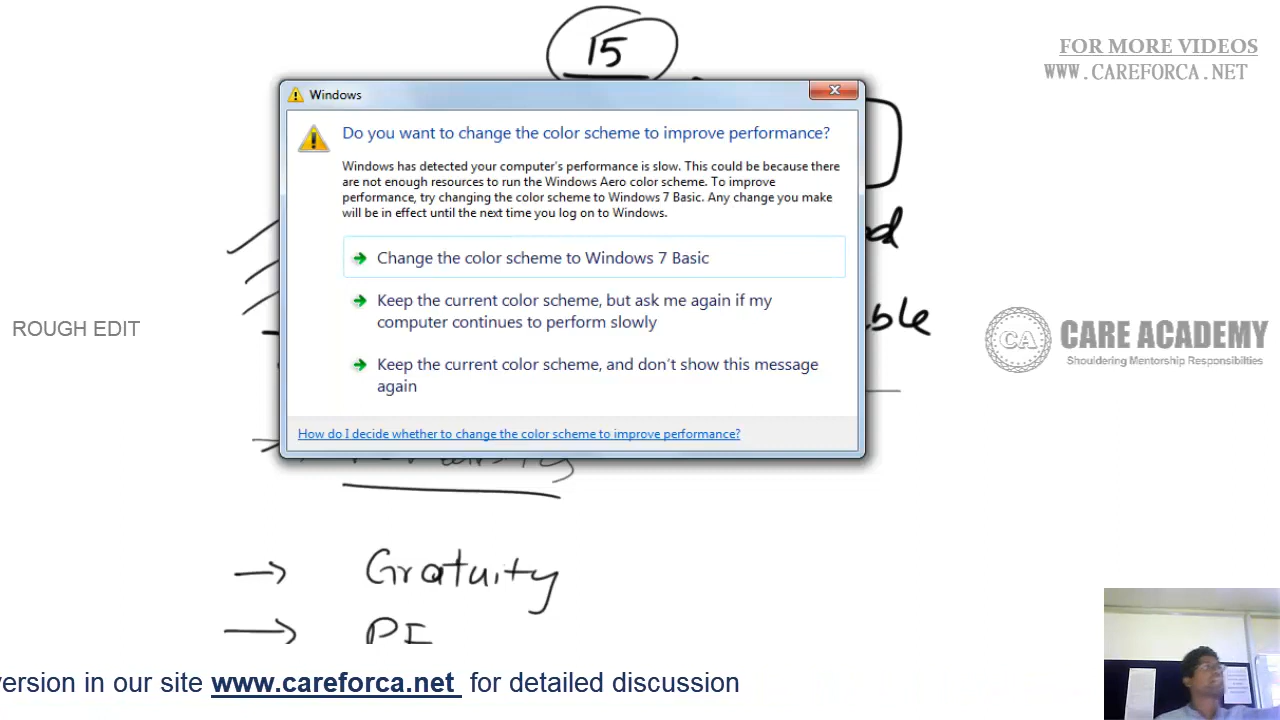 15
FOR MORE VIDEOS
WWW.CAREFORCA.NET
Windows
Do you want to change the color scheme to improve performance?
Windows has detected your computer's performance is slow. This could be because there
are not enough resources to run the Windows Aero color scheme. To improve
performance, try changing the color scheme to Windows 7 Basic. Any change you make
will be in effect until the next time you log on to Windows.
Change the color scheme to Windows 7 Basic
Keep the current color scheme, but ask me again if my
computer continues to perform slowly
Keep the current color scheme, and don't show this message
again
How do I decide whether to change the color scheme to improve performance?
ROUGH EDIT
CA
CARE ACADEMY
Shouldering Mentorship Responsibilties
Gratuity
version in our site www.careforca.net for detailed discussion